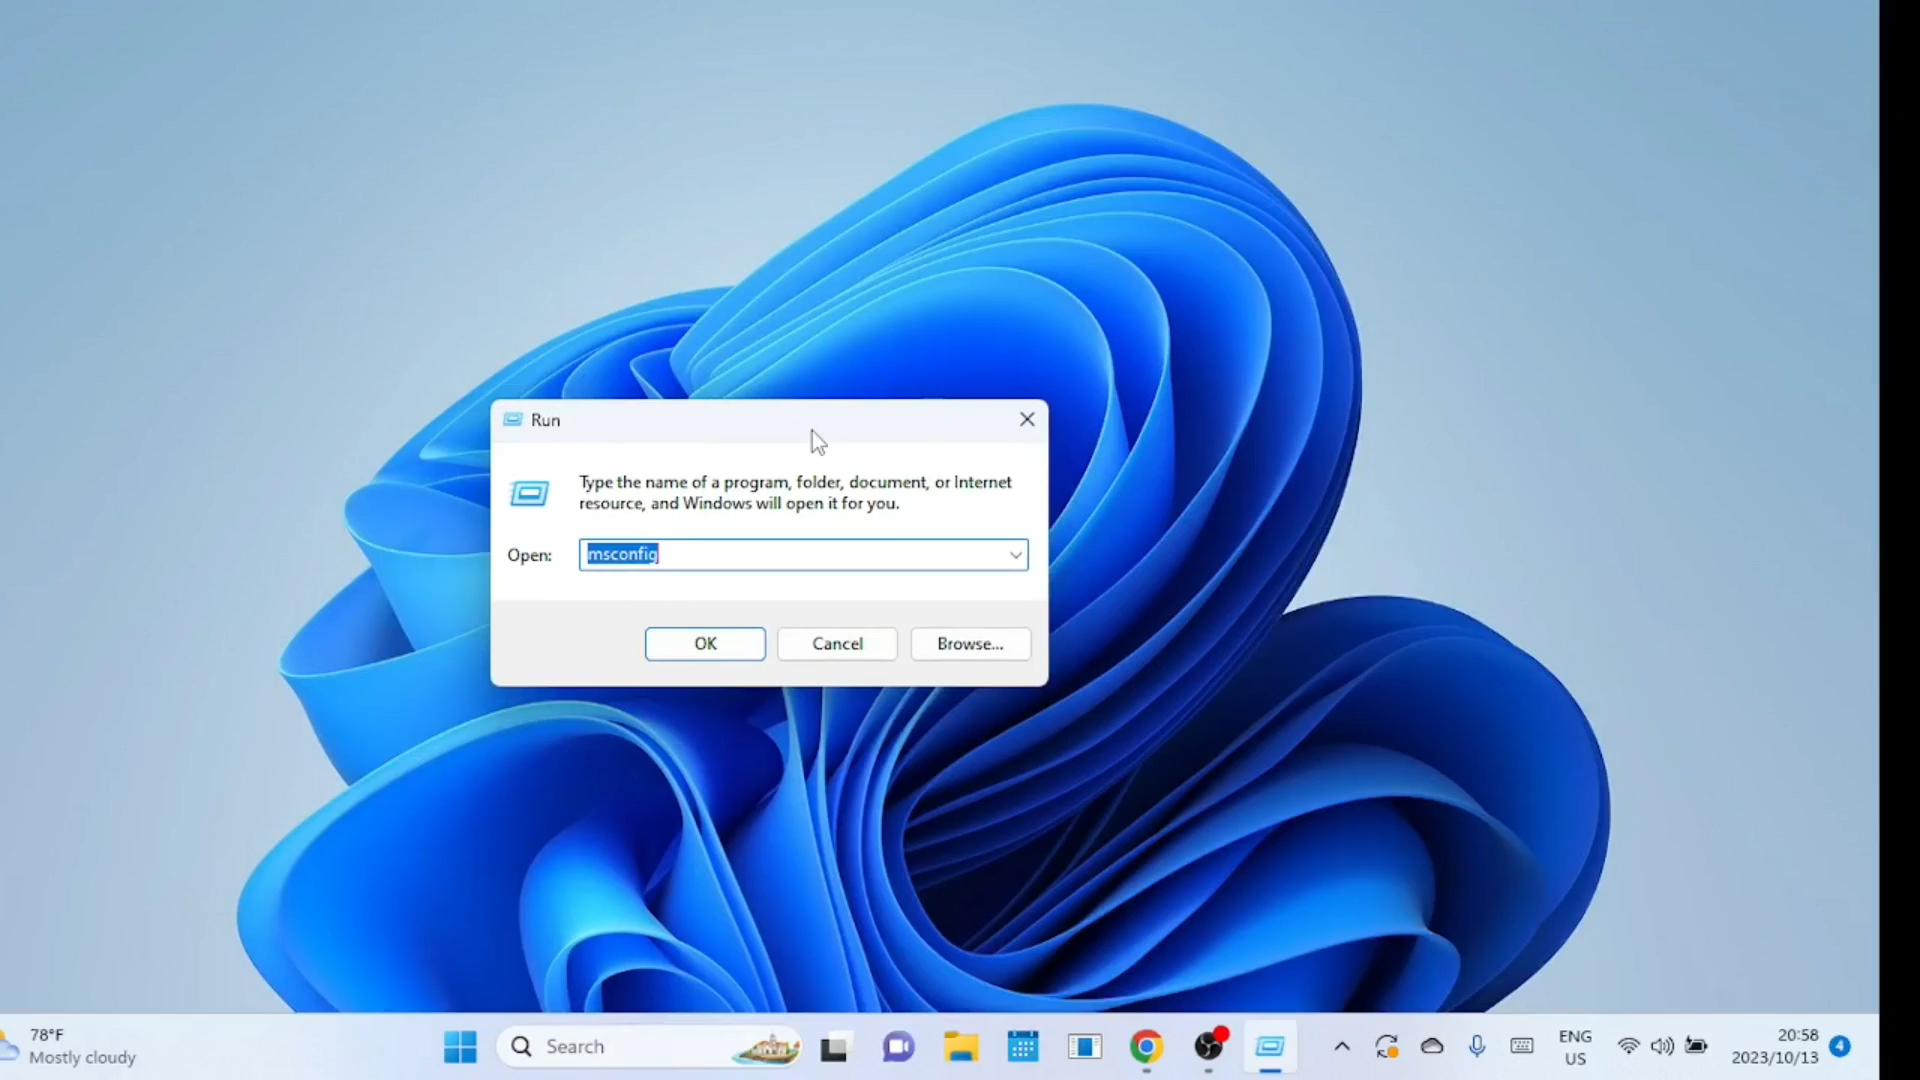 Run
Type the name of a program, folder, document, or Internet
resource, and Windows will open it for you.
Open: msconfig
OK Cancel Browse...
78°F
Mostly cloudy
Search
ENG
US
20:58
2023/10/13
4